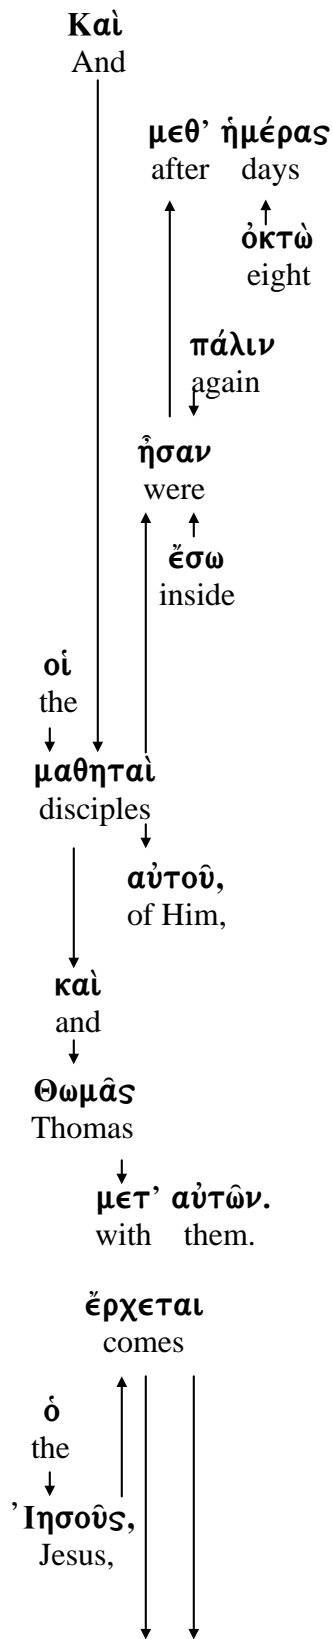 Καὶ
And
μεθ’ ἡμέρας
after days
ὀκτὼ
eight
πάλιν
again
ἦσαν
were
ἔσω
inside
οἱ
the
μαθηταὶ
disciples
αὐτοῦ,
of Him,
καὶ
and
Θωμᾶς
Thomas
μετ’ αὐτῶν.
with them.
ἔρχεται
comes
ὁ
the
’Ιησοῦς,
Jesus,